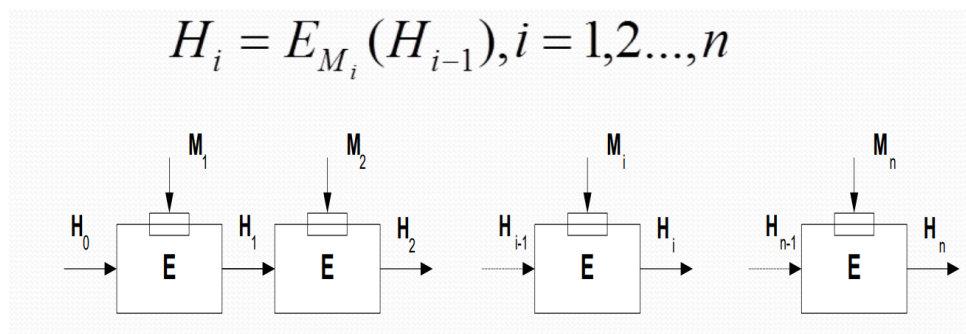 H_i = E_{M_i}(H_{i-1}), i = 1,2...,n
M_1 M_2 M_i M_n
H_0 H_1 H_2 H_{i-1} H_i H_{n-1} H_n
E E E E